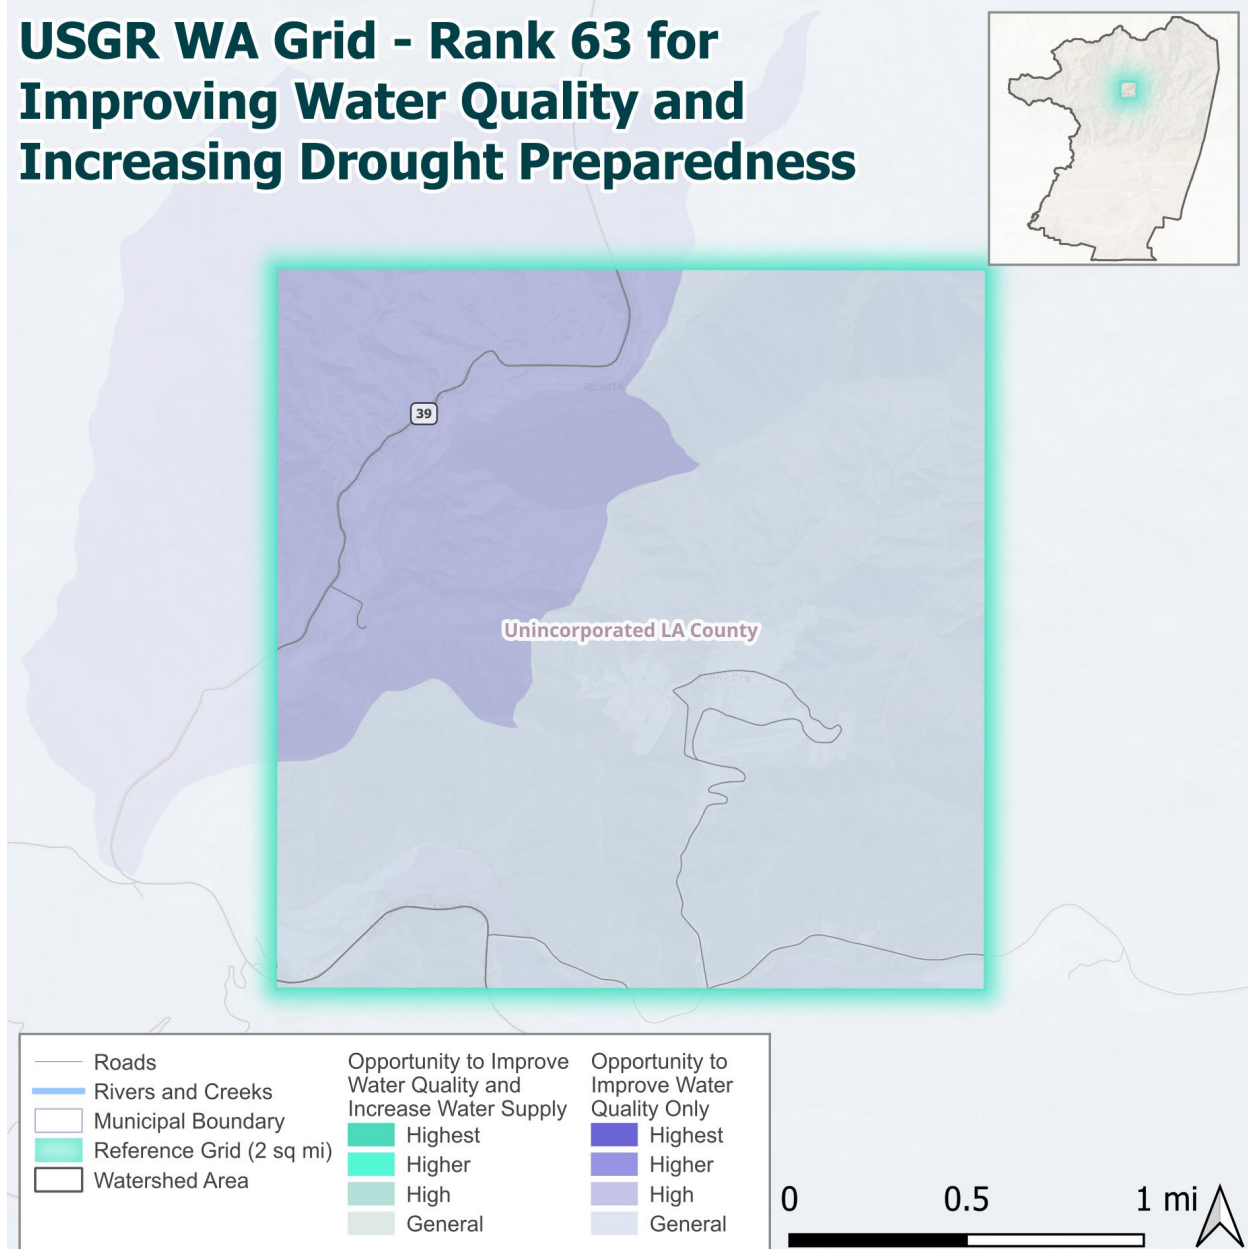 USGR WA Grid - Rank 63 for
Improving Water Quality and
Increasing Drought Preparedness
39
Unincorporated LA County
Roads
Rivers and Creeks
Municipal Boundary
Reference Grid (2 sq mi)
Watershed Area
Opportunity to Improve
Water Quality and
Increase Water Supply
Highest
Higher
High
General
Opportunity to
Improve Water
Quality Only
Highest
Higher
High
General
0 0.5 1 mi